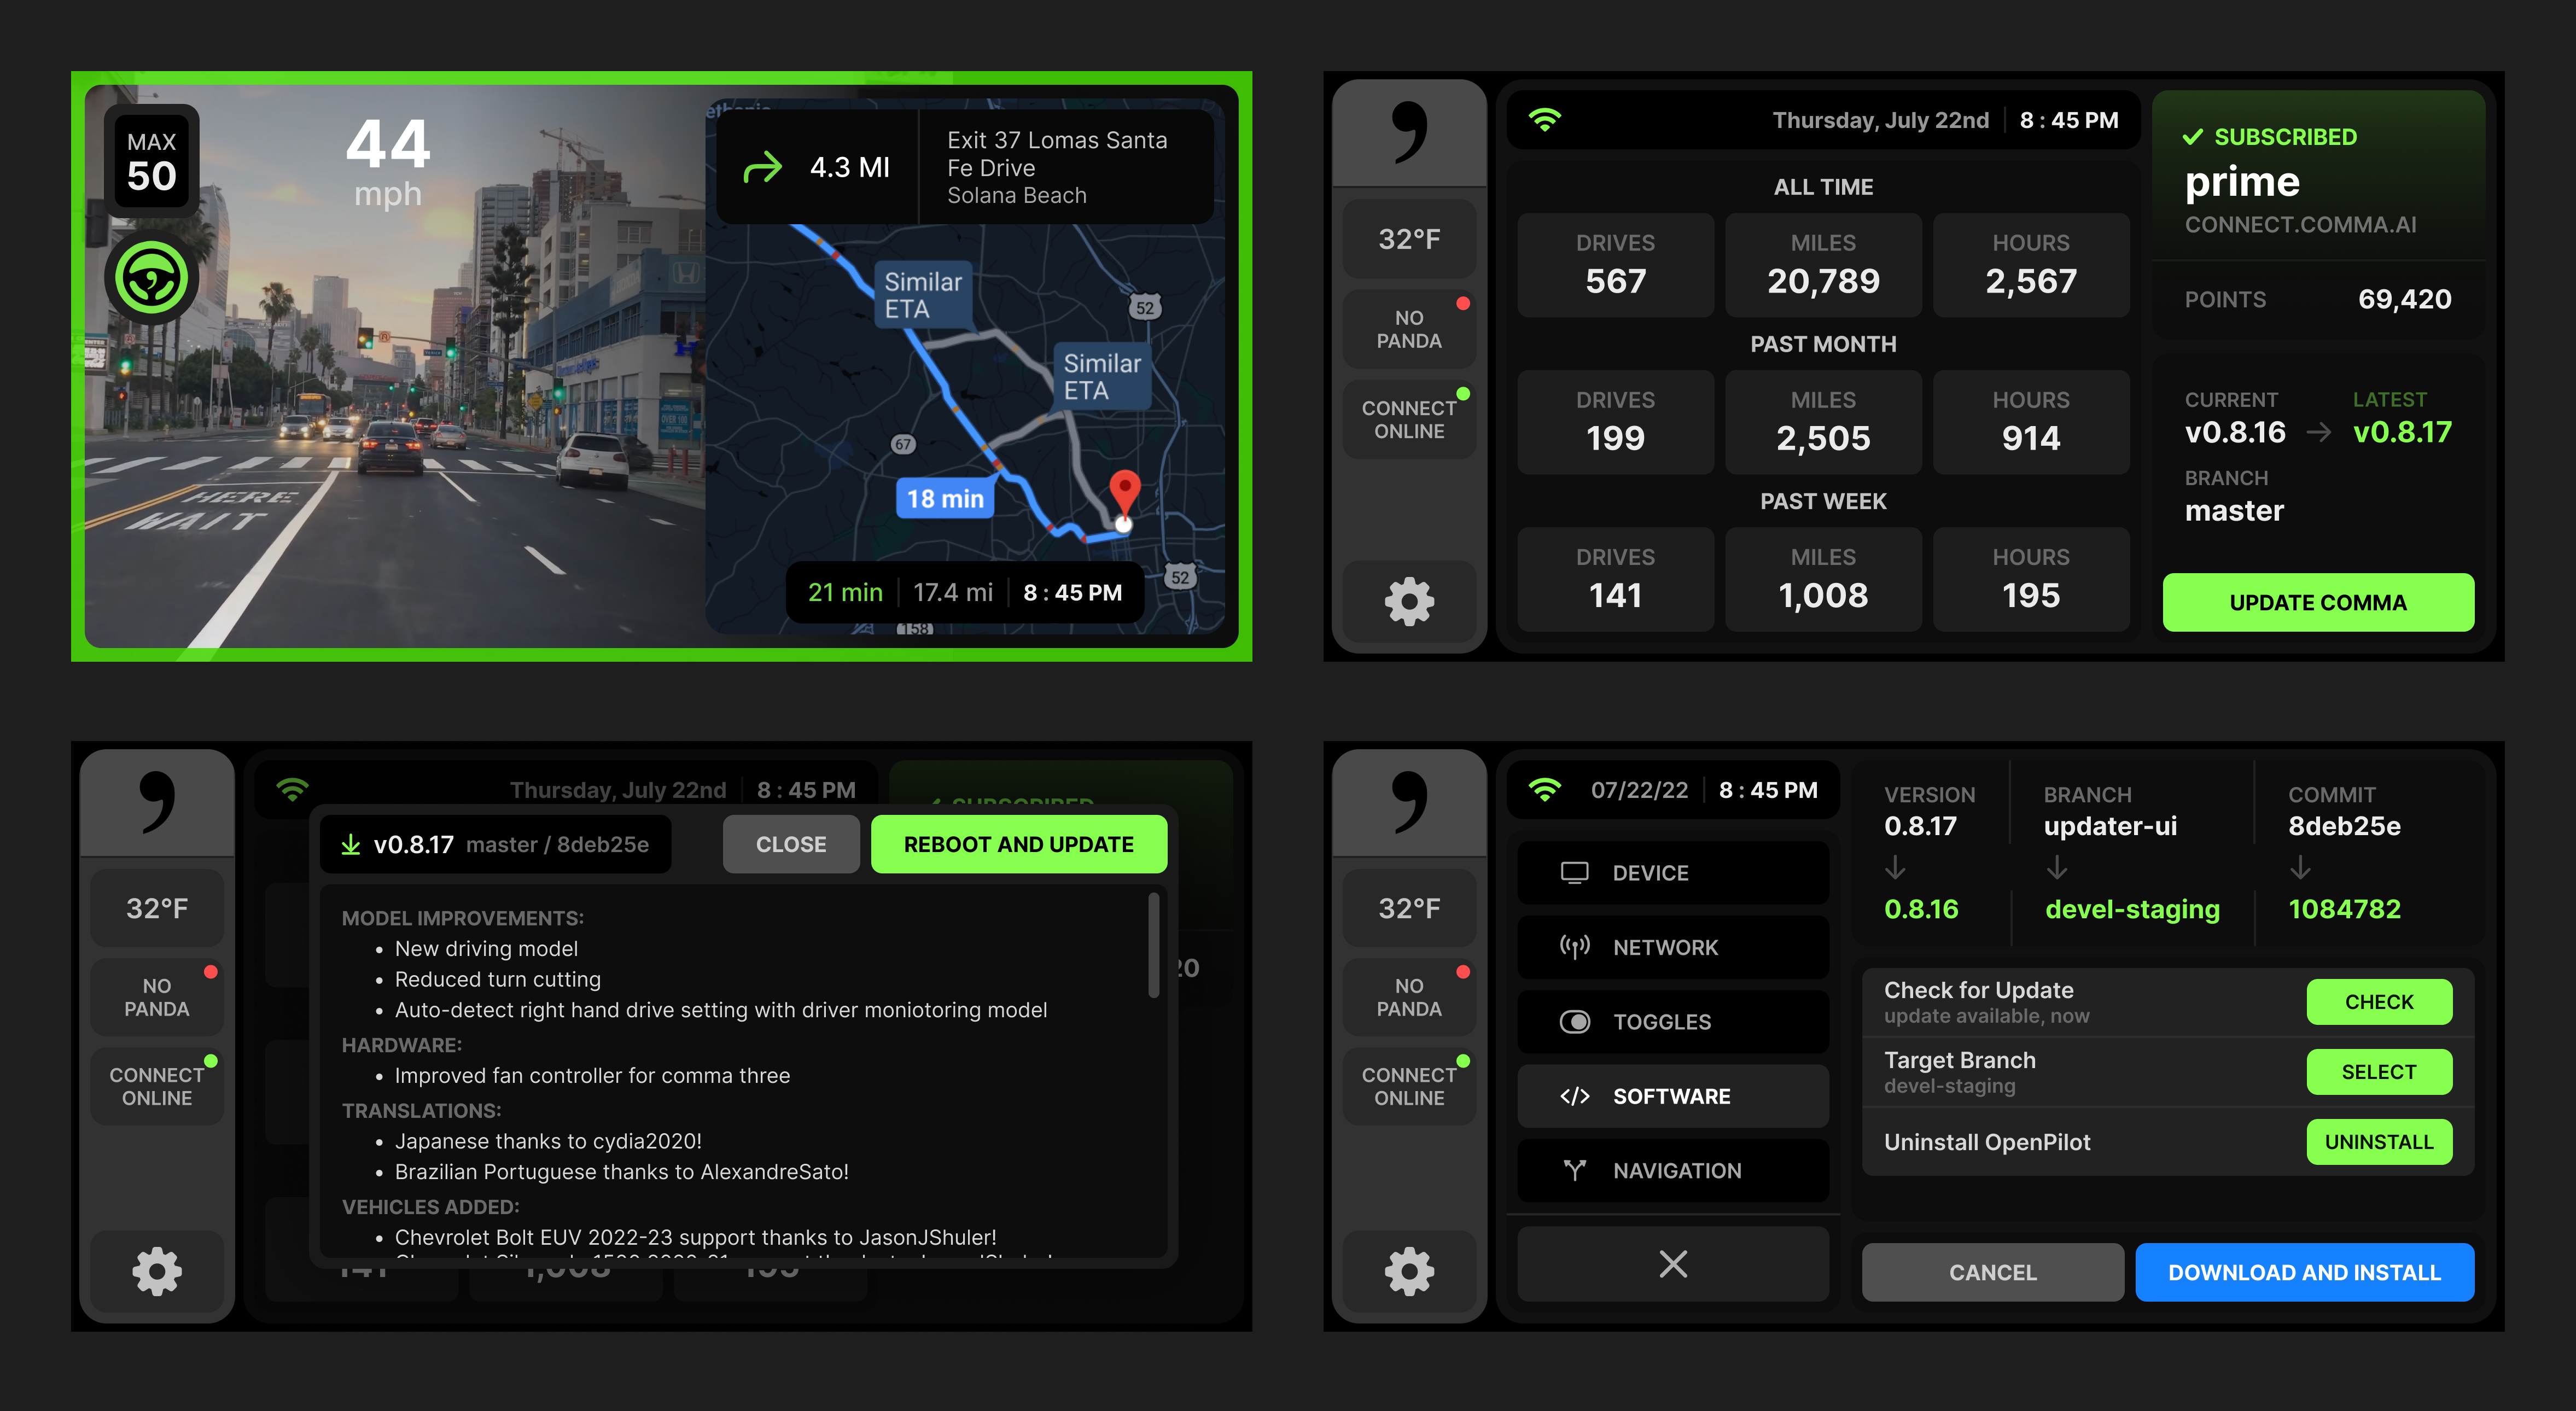 MAX
50
44
mph
HERE
WAIT
4.3 MI
Exit 37 Lomas Santa
Fe Drive
Solana Beach
Similar
ETA
52
Similar
ETA
67
18 min
52
21 min 17.4 mi 8 : 45 PM
158
32°F
NO
PANDA
CONNECT
ONLINE
Thursday, July 22nd 8 : 45 PM
ALL TIME
DRIVES MILES HOURS
567 20,789 2,567
PAST MONTH
DRIVES MILES HOURS
199 2,505 914
PAST WEEK
DRIVES MILES HOURS
141 1,008 195
SUBSCRIBED
prime
CONNECT.COMMA.AI
POINTS 69,420
CURRENT LATEST
v0.8.16 → v0.8.17
BRANCH
master
UPDATE COMMA
32°F
NO
PANDA
CONNECT
ONLINE
Thursday, July 22nd 8 : 45 PM
SUBSCRIBED
v0.8.17 master / 8deb25e
CLOSE
REBOOT AND UPDATE
MODEL IMPROVEMENTS:
• New driving model
• Reduced turn cutting
• Auto-detect right hand drive setting with driver moniotoring model
HARDWARE:
• Improved fan controller for comma three
TRANSLATIONS:
• Japanese thanks to cydia2020!
• Brazilian Portuguese thanks to AlexandreSato!
VEHICLES ADDED:
• Chevrolet Bolt EUV 2022-23 support thanks to JasonJShuler!
20
141 1,008 195
32°F
NO
PANDA
CONNECT
ONLINE
07/22/22 8 : 45 PM
DEVICE
NETWORK
TOGGLES
SOFTWARE
NAVIGATION
VERSION BRANCH COMMIT
0.8.17 updater-ui 8deb25e
0.8.16 devel-staging 1084782
Check for Update
update available, now
CHECK
Target Branch
devel-staging
SELECT
Uninstall OpenPilot
UNINSTALL
CANCEL
DOWNLOAD AND INSTALL